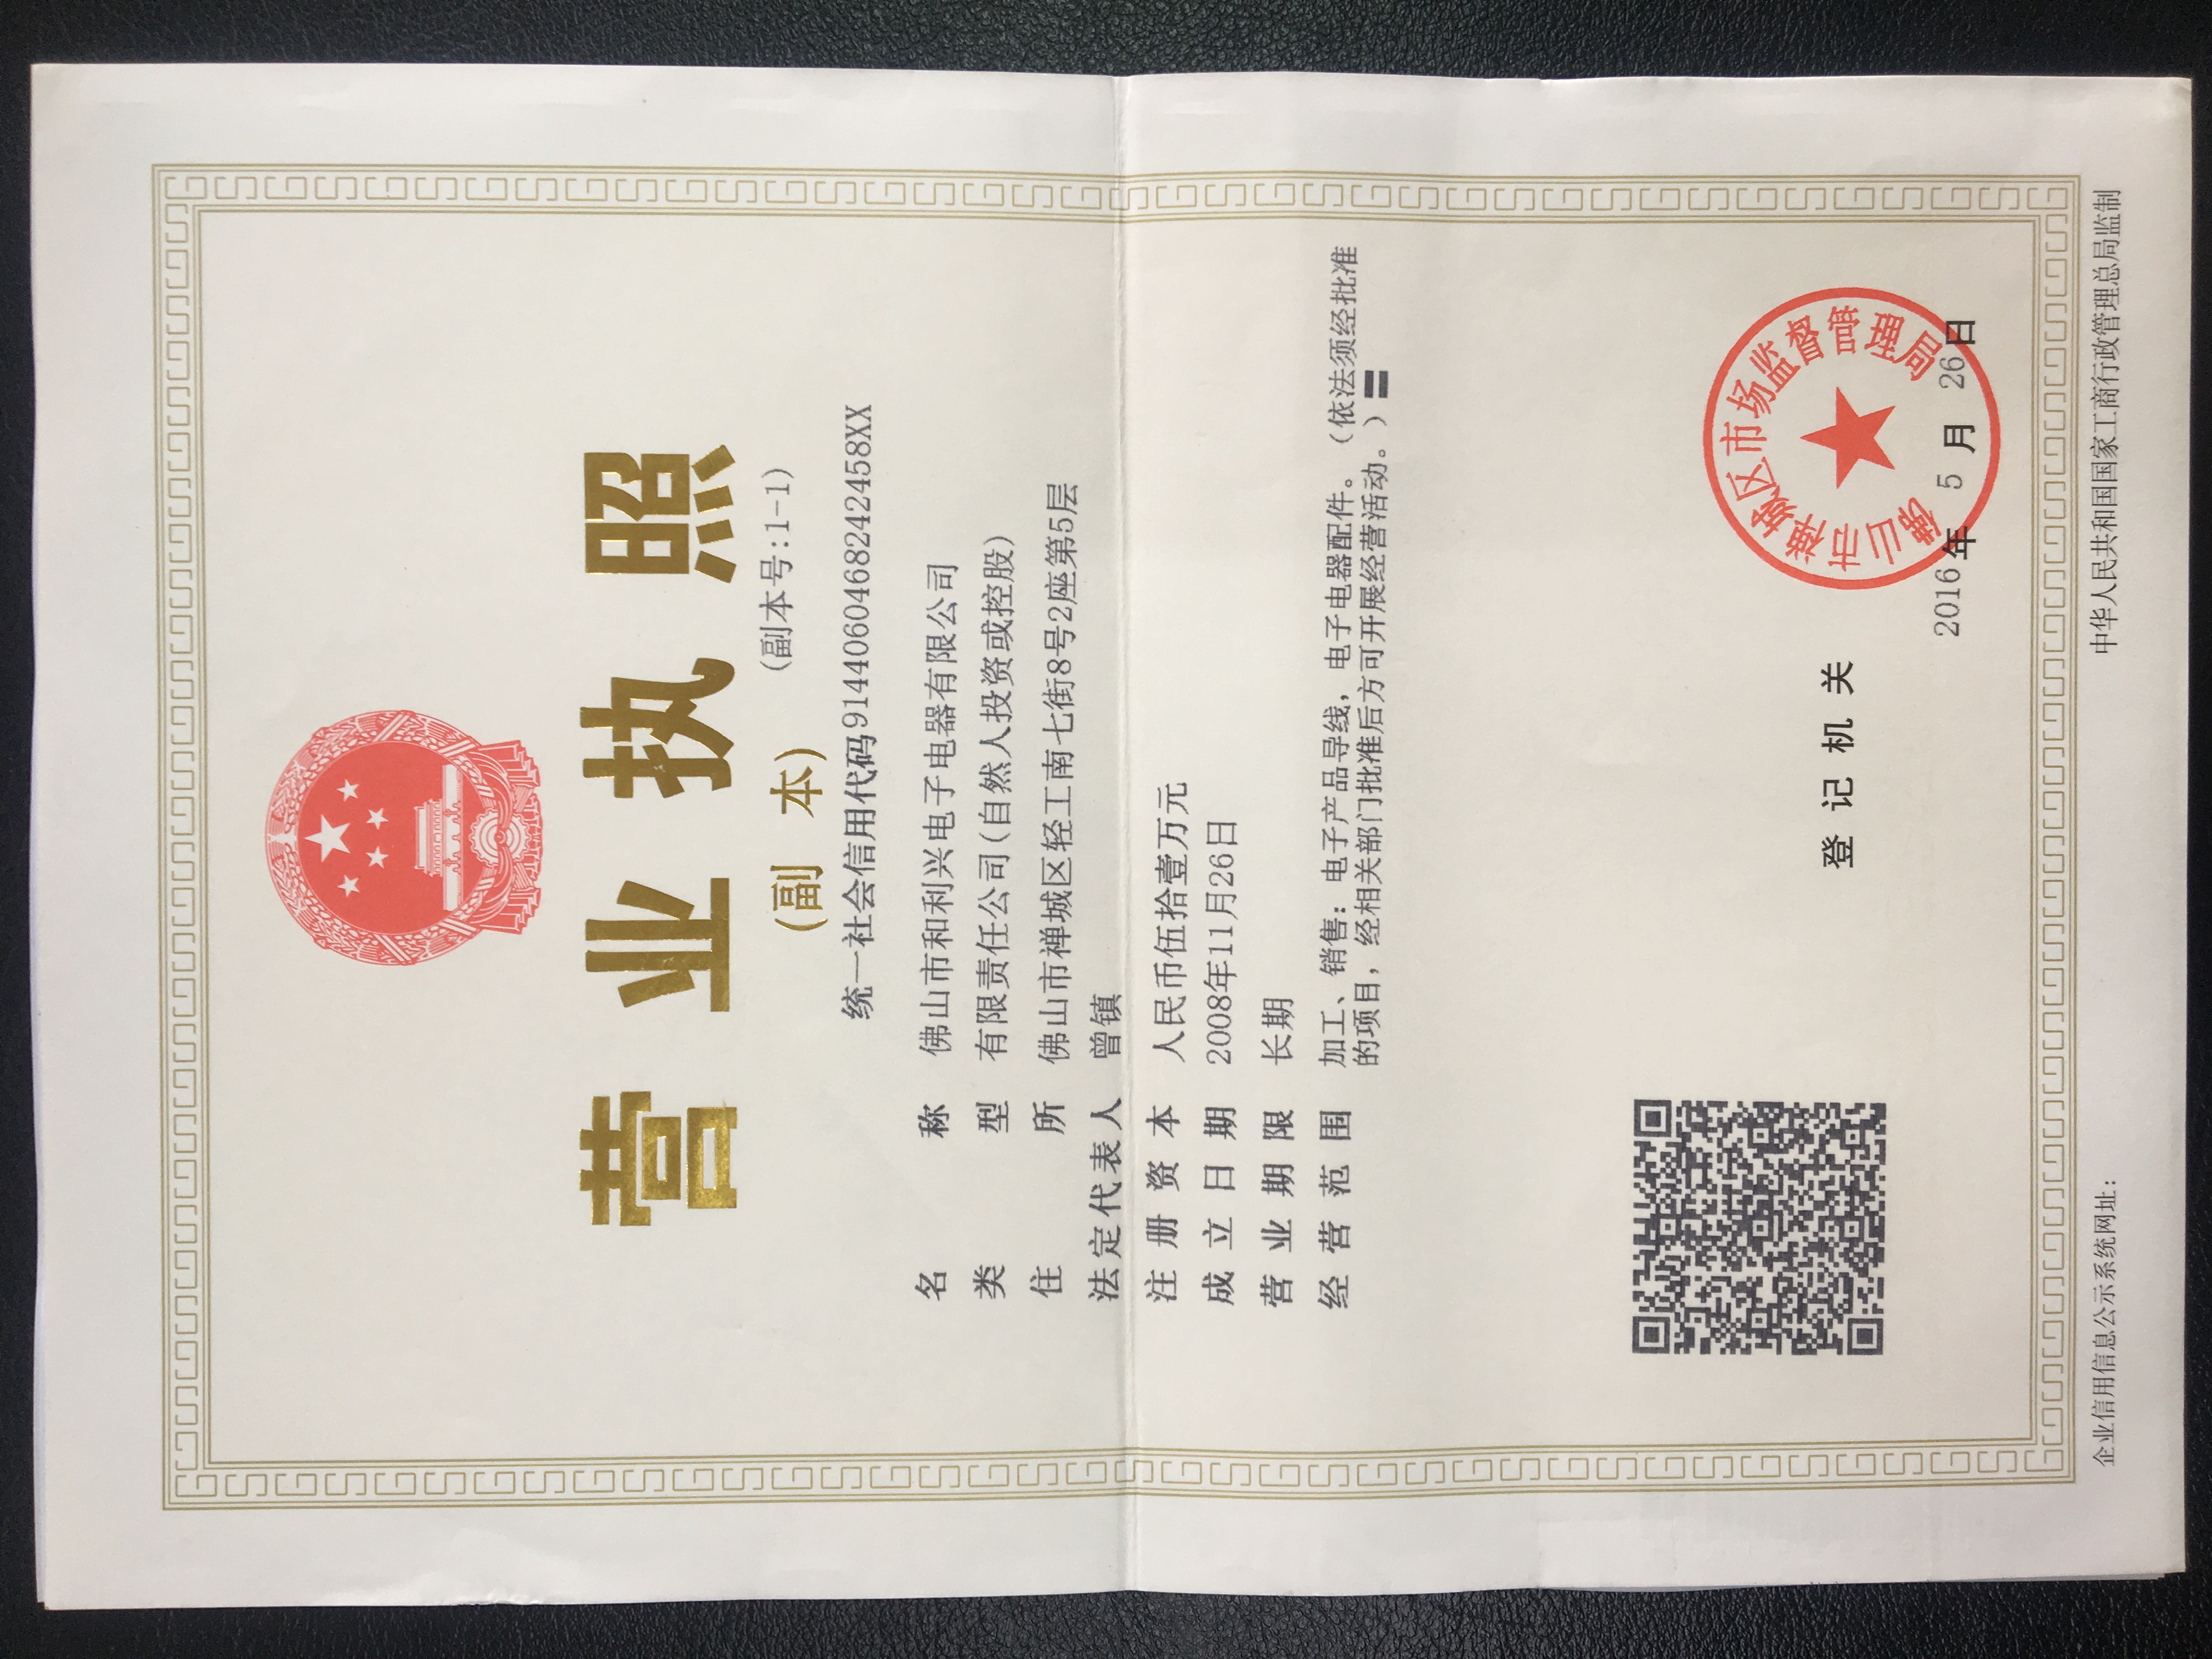 营业执照
(副 本) (副本号:1-1)
统一社会信用代码9144060468242458XX
名 称 佛山市和利兴电子电器有限公司
类 型 有限责任公司(自然人投资或控股)
住 所 佛山市禅城区轻工南七街8号2座第5层
法定代表人 曾镇
注册资本 人民币伍拾壹万元
成立日期 2008年11月26日
营业期限 长期
经营范围 加工、销售：电子产品导线，电子电器配件。（依法须经批准
的项目，经相关部门批准后方可开展经营活动。）〓
登记机关
佛山市禅城区市场监督管理局
2016年 5月 26日
企业信用信息公示系统网址：
中华人民共和国国家工商行政管理总局监制